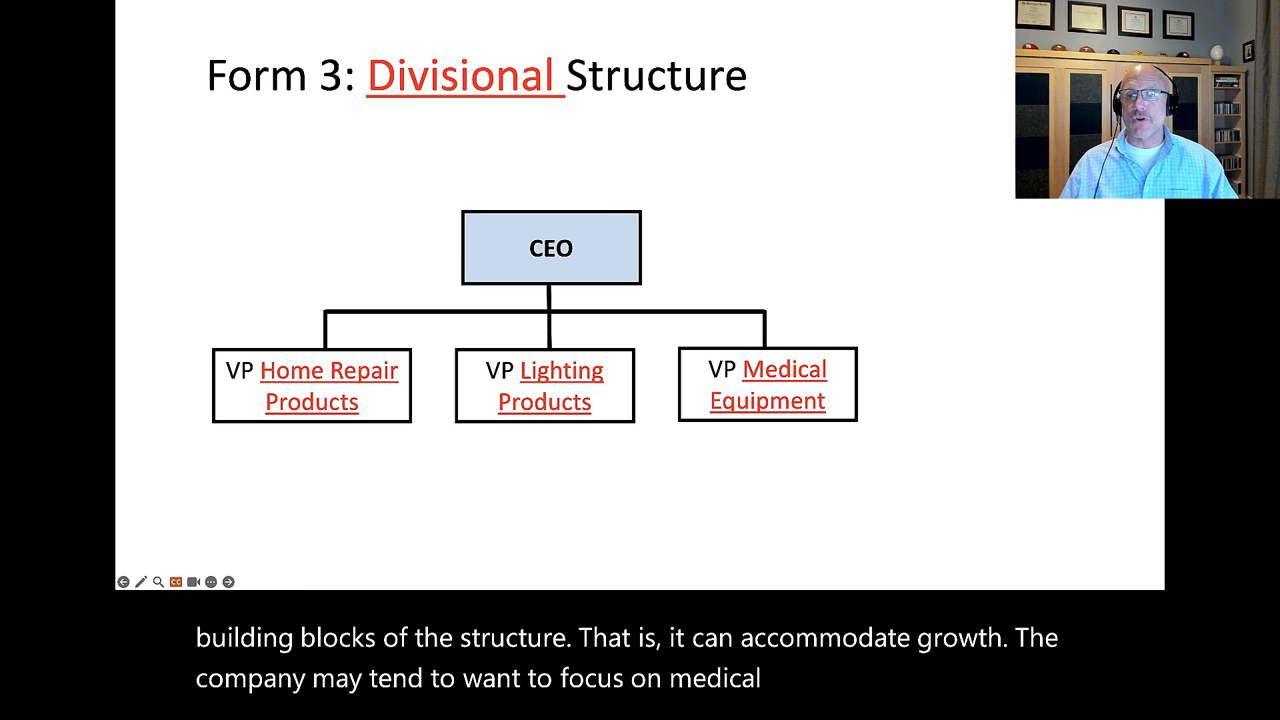 Form 3: Divisional Structure
CEO
VP Home Repair
Products
VP Lighting
Products
VP Medical
Equipment
CC
building blocks of the structure. That is, it can accommodate growth. The
company may tend to want to focus on medical